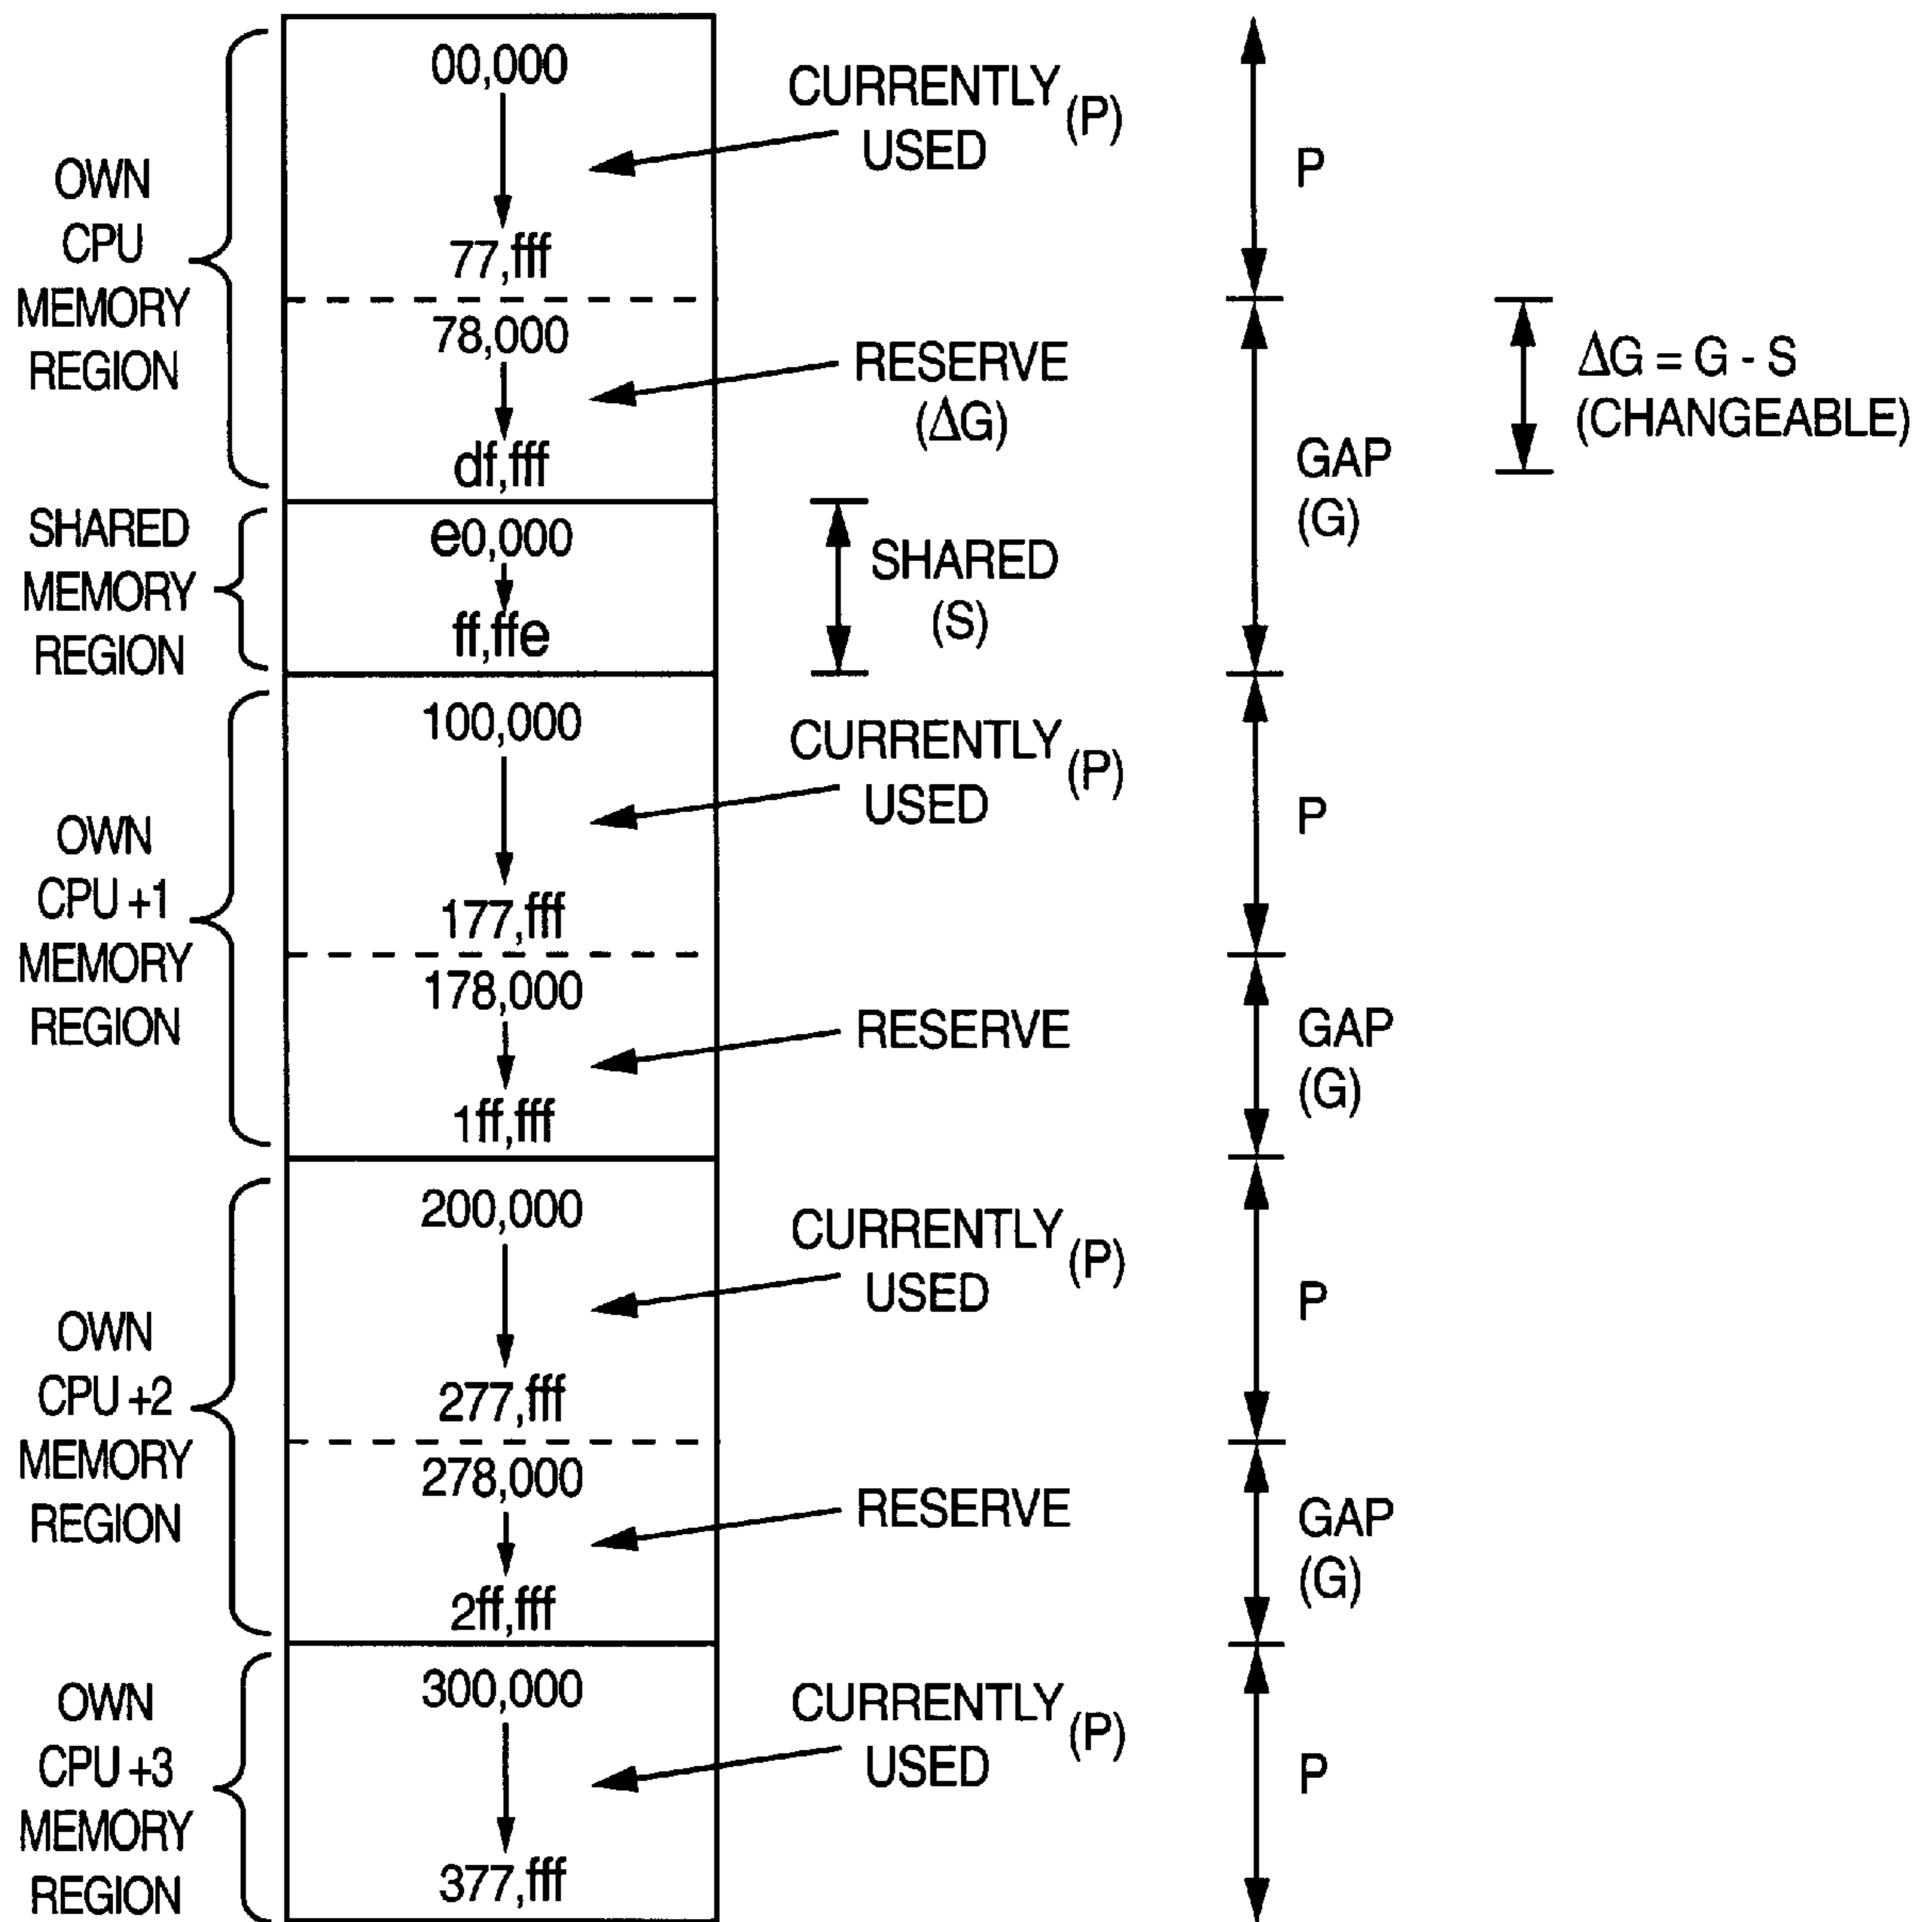 OWN
CPU
MEMORY
REGION
00,000
77,fff
CURRENTLY (P)
USED
P
78,000
df,fff
RESERVE
(ΔG)
GAP
(G)
ΔG = G - S
(CHANGEABLE)
SHARED
MEMORY
REGION
e0,000
ff,ffe
SHARED
(S)
OWN
CPU +1
MEMORY
REGION
100,000
177,fff
CURRENTLY (P)
USED
P
178,000
1ff,fff
RESERVE
GAP
(G)
OWN
CPU +2
MEMORY
REGION
200,000
277,fff
CURRENTLY (P)
USED
P
278,000
2ff,fff
RESERVE
GAP
(G)
OWN
CPU +3
MEMORY
REGION
300,000
377,fff
CURRENTLY (P)
USED
P